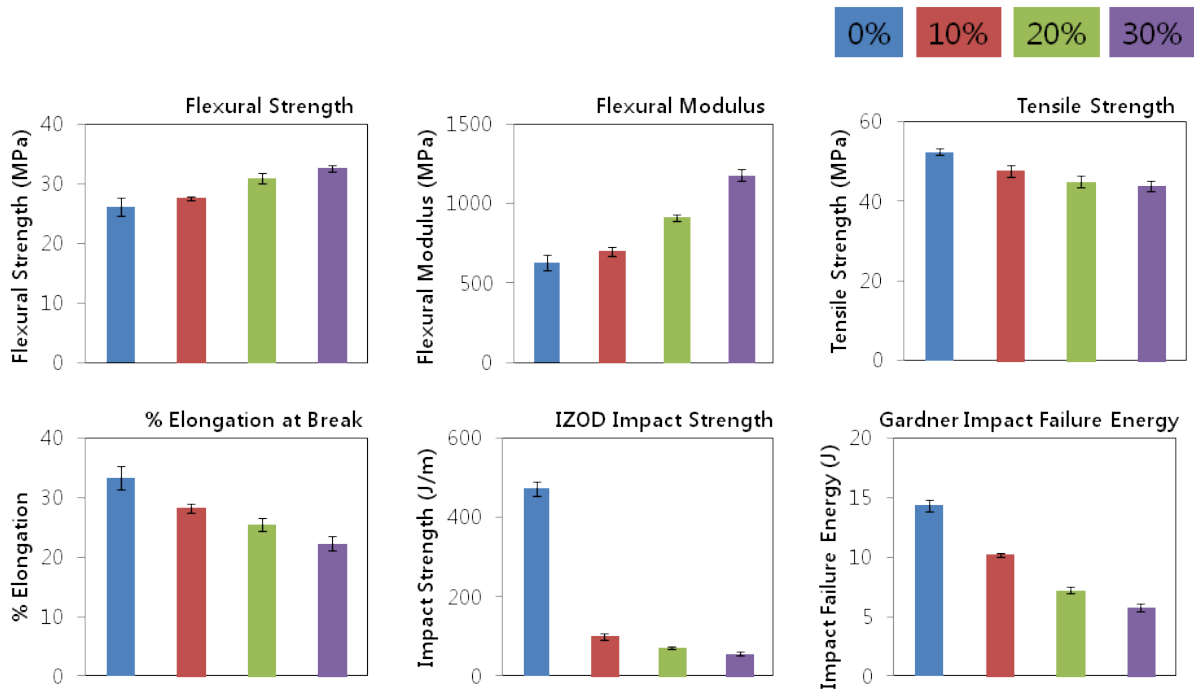 0% 10% 20% 30%
Flexural Strength
Flexural Strength (MPa)
40
30
20
10
0
Flexural Modulus
Flexural Modulus (MPa)
1500
1000
500
0
Tensile Strength
Tensile Strength (MPa)
60
40
20
0
% Elongation at Break
% Elongation
40
30
20
10
0
IZOD Impact Strength
Impact Strength (J/m)
600
400
200
0
Gardner Impact Failure Energy
Impact Failure Energy (J)
20
15
10
5
0